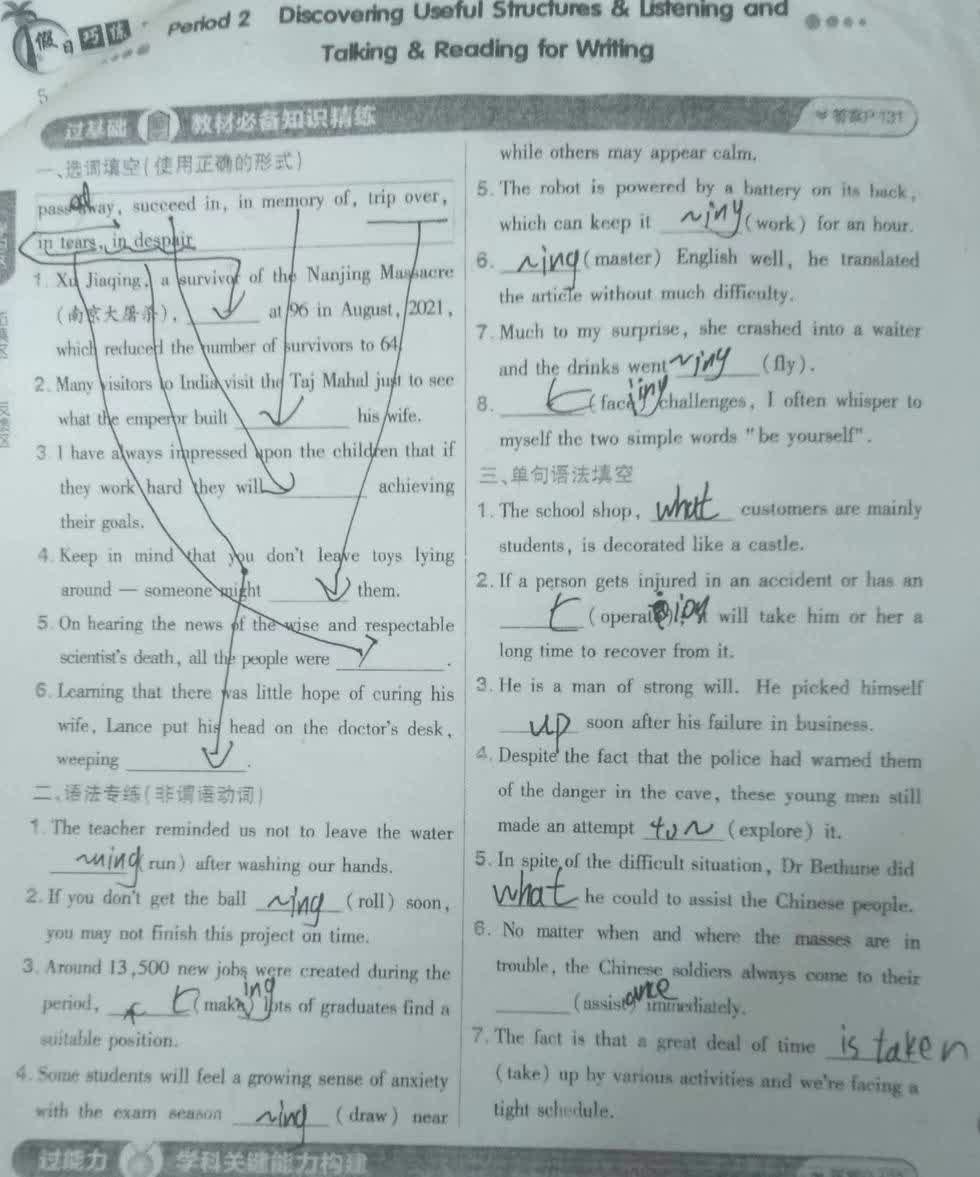 假日巧练
Period 2 Discovering Useful Structures & Listening and
Talking & Reading for Writing
过基础 教材必备知识精练
答案P131
一、选词填空(使用正确的形式)
pass away, succeed in, in memory of, trip over,
ed
in tears, in despair
1. Xu Jiaqing, a survivor of the Nanjing Massacre
(南京大屠杀), ________ at 96 in August, 2021,
which reduced the number of survivors to 64.
2. Many visitors to India visit the Taj Mahal just to see
what the emperor built ________ his wife.
3. I have always impressed upon the children that if
they work hard they will ________ achieving
their goals.
4. Keep in mind that you don't leave toys lying
around — someone might ________ them.
5. On hearing the news of the wise and respectable
scientist's death, all the people were ________.
6. Learning that there was little hope of curing his
wife, Lance put his head on the doctor's desk,
weeping ________.
二、语法专练(非谓语动词)
1. The teacher reminded us not to leave the water
~ning (run) after washing our hands.
2. If you don't get the ball ~ing (roll) soon,
you may not finish this project on time.
3. Around 13,500 new jobs were created during the
period, ________ (make) ing lots of graduates find a
suitable position.
4. Some students will feel a growing sense of anxiety
with the exam season ~ing (draw) near
while others may appear calm.
5. The robot is powered by a battery on its back,
which can keep it ~ing (work) for an hour.
6. ~ing (master) English well, he translated
the article without much difficulty.
7. Much to my surprise, she crashed into a waiter
and the drinks went ~ing (fly).
8. ________ (face) ing challenges, I often whisper to
myself the two simple words "be yourself".
三、单句语法填空
1. The school shop, what customers are mainly
students, is decorated like a castle.
2. If a person gets injured in an accident or has an
________ (operate) ion will take him or her a
long time to recover from it.
3. He is a man of strong will. He picked himself
up soon after his failure in business.
4. Despite the fact that the police had warned them
of the danger in the cave, these young men still
made an attempt to ~ (explore) it.
5. In spite of the difficult situation, Dr Bethune did
what he could to assist the Chinese people.
6. No matter when and where the masses are in
trouble, the Chinese soldiers always come to their
________ (assist) ance immediately.
7. The fact is that a great deal of time is taken
(take) up by various activities and we're facing a
tight schedule.
过能力 学科关键能力构建